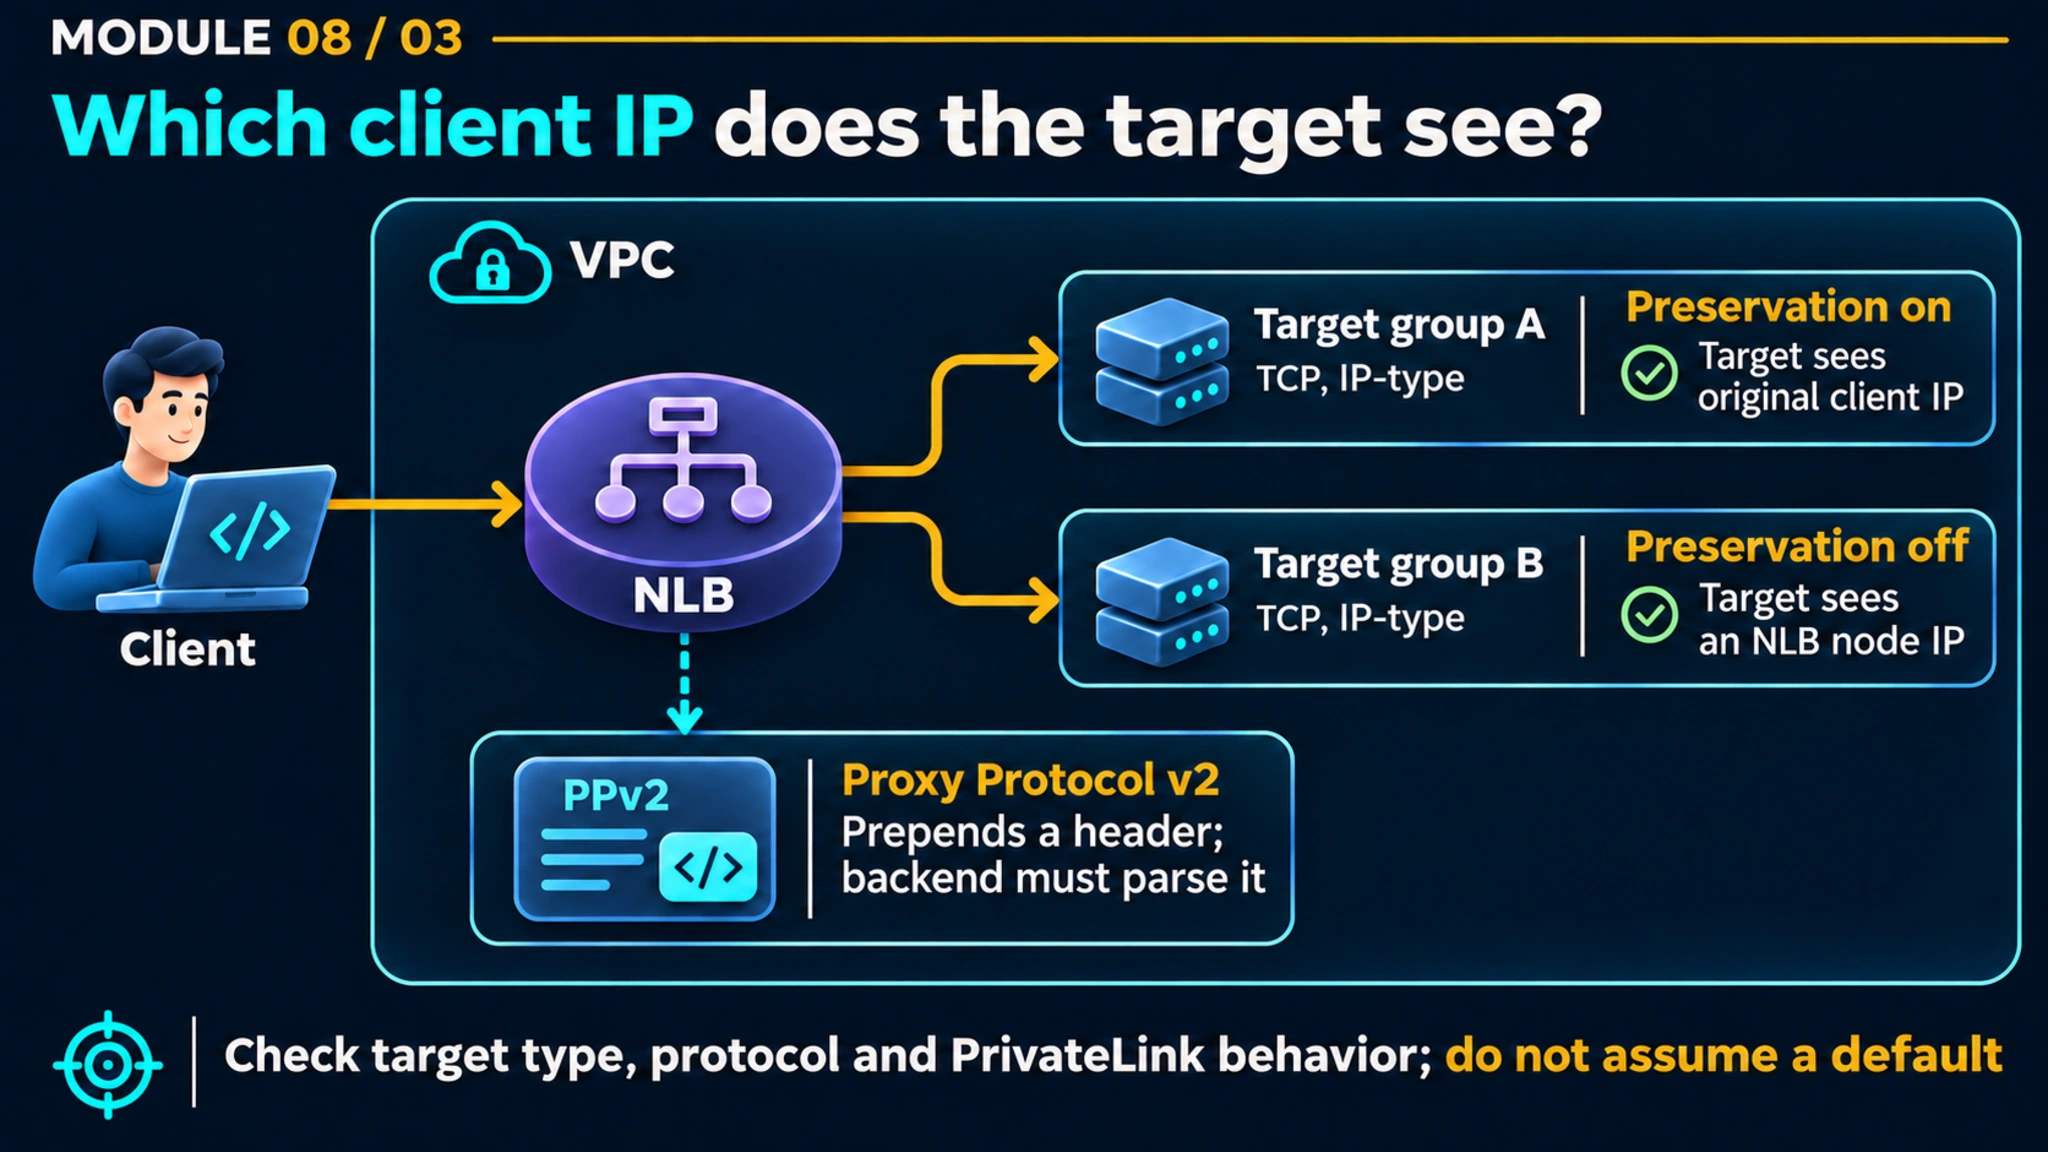 MODULE 08 / 03
Which client IP does the target see?
VPC
Target group A
TCP, IP-type
Preservation on
Target sees
original client IP
</>
Client
NLB
Target group B
TCP, IP-type
Preservation off
Target sees
an NLB node IP
PPv2
</>
Proxy Protocol v2
Prepends a header;
backend must parse it
Check target type, protocol and PrivateLink behavior; do not assume a default